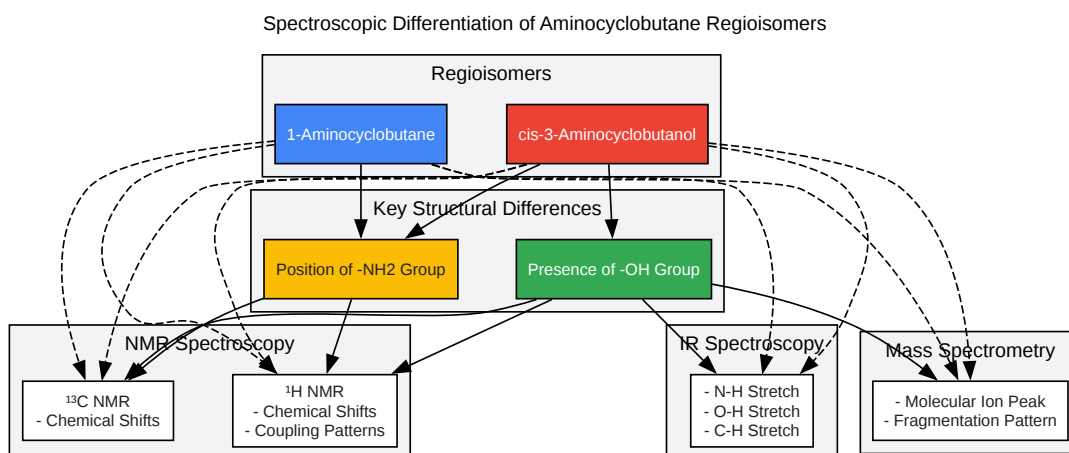 Spectroscopic Differentiation of Aminocyclobutane Regioisomers
Regioisomers
1-Aminocyclobutane
cis-3-Aminocyclobutanol
Key Structural Differences
Position of -NH2 Group
Presence of -OH Group
NMR Spectroscopy
¹³C NMR
- Chemical Shifts
¹H NMR
- Chemical Shifts
- Coupling Patterns
IR Spectroscopy
- N-H Stretch
- O-H Stretch
- C-H Stretch
Mass Spectrometry
- Molecular Ion Peak
- Fragmentation Pattern